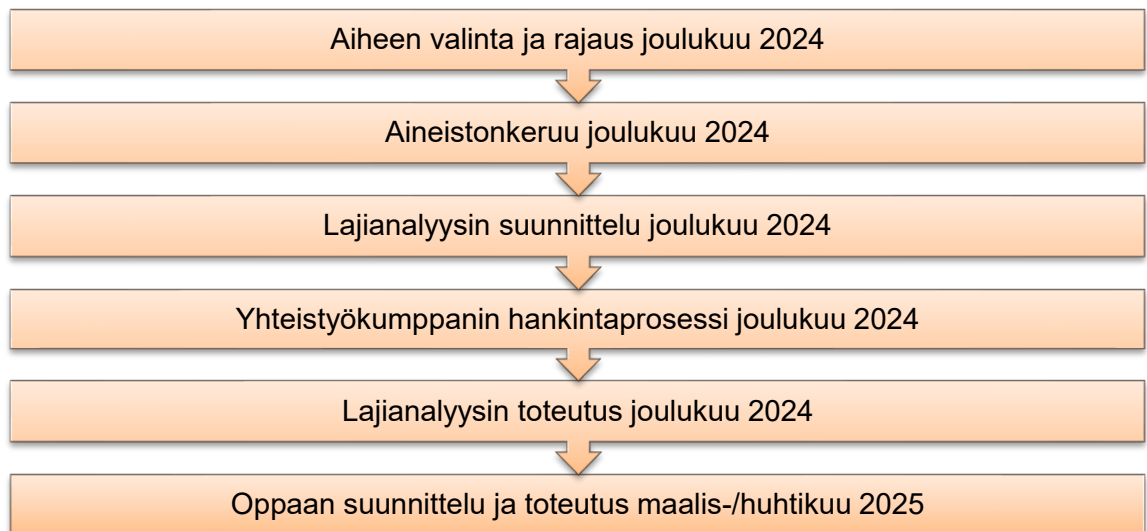 Aiheen valinta ja rajaus joulukuu 2024
Aineistonkeruu joulukuu 2024
Lajianalyysin suunnittelu joulukuu 2024
Yhteistyökumppanin hankintaprosessi joulukuu 2024
Lajianalyysin toteutus joulukuu 2024
Oppaan suunnittelu ja toteutus maalis-/huhtikuu 2025